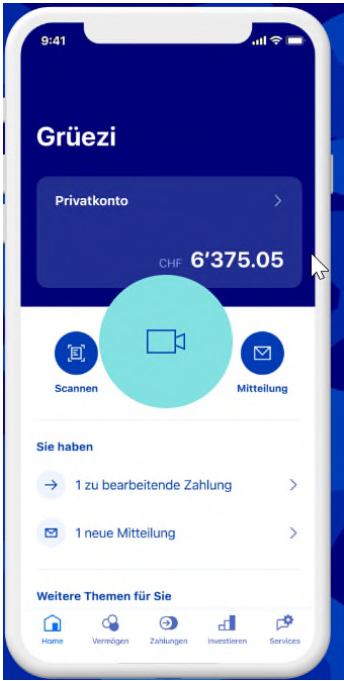 9:41
Grüezi
Privatkonto
CHF 6’375.05
Scannen
Mitteilung
Sie haben
1 zu bearbeitende Zahlung
1 neue Mitteilung
Weitere Themen für Sie
Home Vermögen Zahlungen Investieren Services